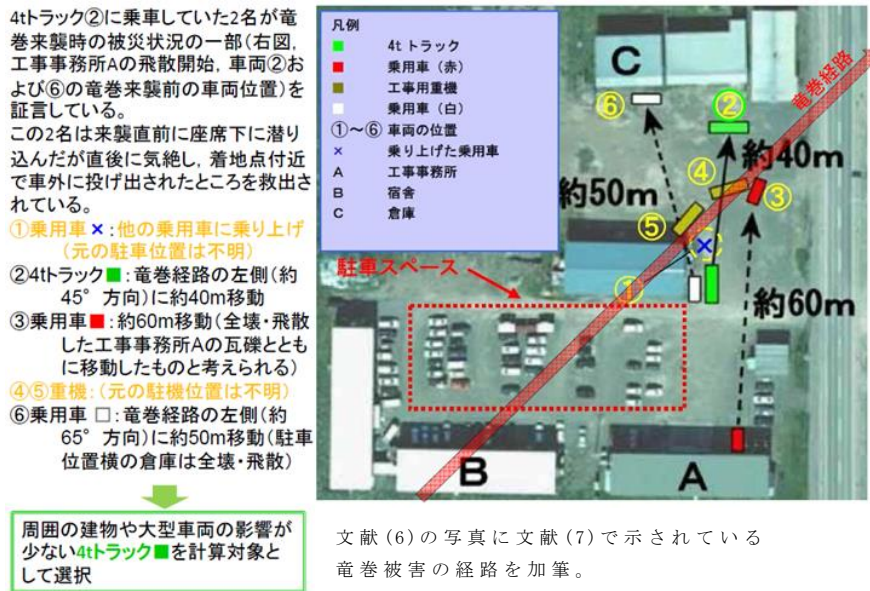 4tトラック②に乗車していた2名が竜
巻来襲時の被災状況の一部(右図,
工事事務所Aの飛散開始, 車両②お
よび⑥の竜巻来襲前の車両位置)を
証言している。
この2名は来襲直前に座席下に潜り
込んだが直後に気絶し, 着地点付近
で車外に投げ出されたところを救出さ
れている。
①乗用車×:他の乗用車に乗り上げ
(元の駐車位置は不明)
②4tトラック■:竜巻経路の左側(約
45°方向)に約40m移動
③乗用車■:約60m移動(全壊・飛散
した工事事務所Aの瓦礫ととも
に移動したものと考えられる)
④⑤重機:(元の駐機位置は不明)
⑥乗用車□:竜巻経路の左側(約
65°方向)に約50m移動(駐車
位置横の倉庫は全壊・飛散)
周囲の建物や大型車両の影響が
少ない4tトラック■を計算対象と
して選択
凡例
■ 4tトラック
■ 乗用車(赤)
■ 工事用重機
■ 乗用車(白)
①～⑥ 車両の位置
× 乗り上げた乗用車
A 工事事務所
B 宿舎
C 倉庫
C
竜巻経路
⑥
②
約40m
④
③
約50m
⑤
×
駐車スペース
①
約60m
B
A
文献(6)の写真に文献(7)で示されている
竜巻被害の経路を加筆。